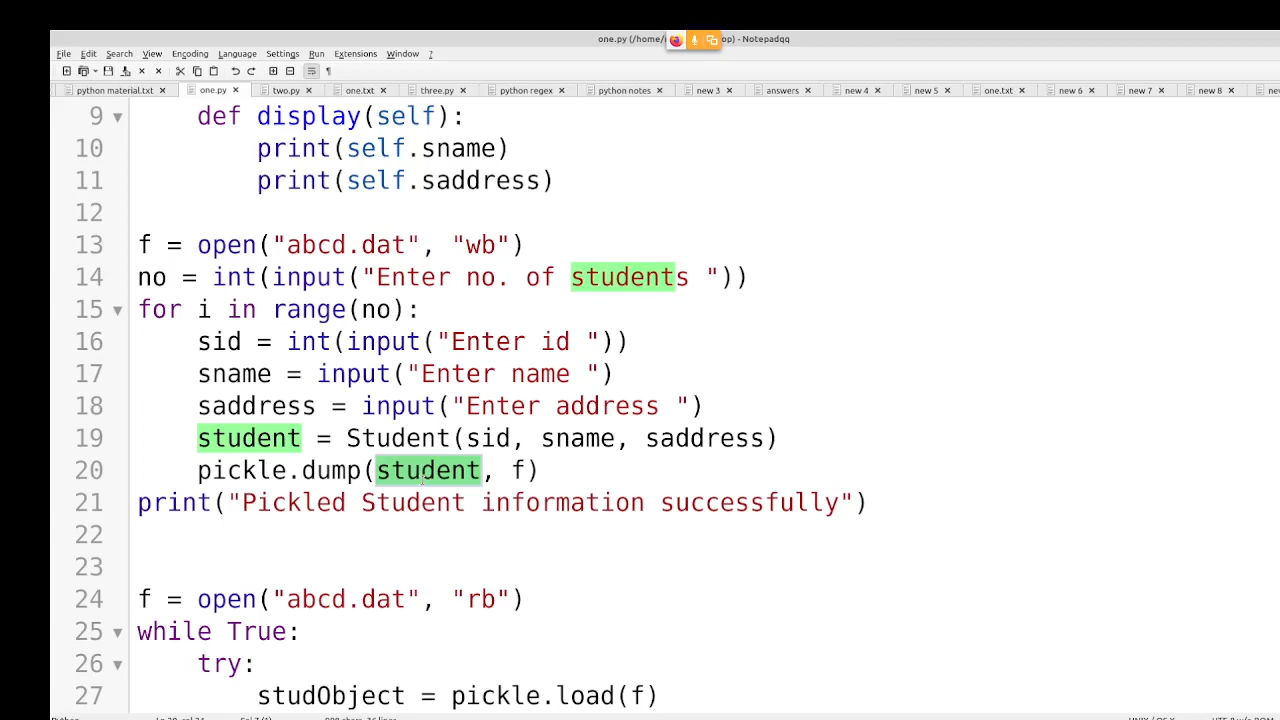 one.py (/home/ op) - Notepadqq
File Edit Search View Encoding Language Settings Run Extensions Window ?
python material.txt one.py two.py one.txt three.py python regex python notes new 3 answers new 4 new 5 one.txt new 6 new 7 new 8
9 def display(self):
10 print(self.sname)
11 print(self.saddress)
12
13 f = open("abcd.dat", "wb")
14 no = int(input("Enter no. of students "))
15 for i in range(no):
16 sid = int(input("Enter id "))
17 sname = input("Enter name ")
18 saddress = input("Enter address ")
19 student = Student(sid, sname, saddress)
20 pickle.dump(student, f)
21 print("Pickled Student information successfully")
22
23
24 f = open("abcd.dat", "rb")
25 while True:
26 try:
27 studObject = pickle.load(f)